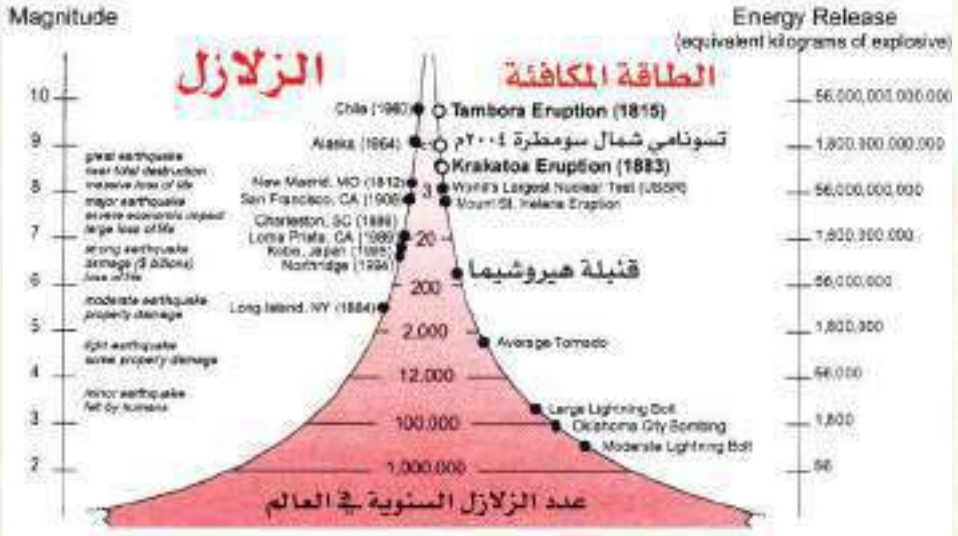 Magnitude
Energy Release
(equivalent kilograms of explosive)
الزلازل
الطاقة المكافئة
10
9
8
7
6
5
4
3
2
great earthquake
near total destruction
massive loss of life
major earthquake
severe economic impact
large loss of life
strong earthquake
damage ($ billions)
loss of life
moderate earthquake
property damage
light earthquake
some property damage
minor earthquake
felt by humans
Chile (1960)
Alaska (1964)
New Madrid, MO (1812)
San Francisco, CA (1906)
Charleston, SC (1886)
Loma Prieta, CA (1989)
Kobe, Japan (1995)
Northridge (1994)
Long Island, NY (1884)
3
20
200
2,000
12,000
100,000
1,000,000
Tambora Eruption (1815)
تسونامي شمال سومطرة ٢٠٠٤م
Krakatoa Eruption (1883)
World's Largest Nuclear Test (USSR)
Mount St. Helens Eruption
قنبلة هيروشيما
Average Tornado
Large Lightning Bolt
Oklahoma City Bombing
Moderate Lightning Bolt
56,000,000,000,000
1,800,000,000,000
56,000,000,000
1,800,000,000
56,000,000
1,800,000
56,000
1,800
56
عدد الزلازل السنوية في العالم